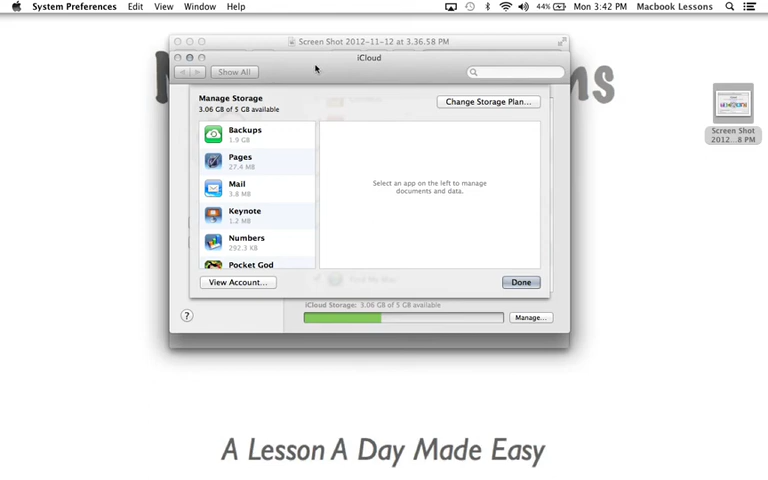 System Preferences Edit View Window Help 44% Mon 3:42 PM Macbook Lessons
Screen Shot 2012-11-12 at 3.36.58 PM
iCloud
Show All
Manage Storage
3.06 GB of 5 GB available
Change Storage Plan...
Backups
1.9 GB
Pages
27.4 MB
Mail
3.8 MB
Keynote
1.2 MB
Numbers
292.3 KB
Pocket God
Select an app on the left to manage
documents and data.
View Account...
Done
iCloud Storage: 3.06 GB of 5 GB available
Manage...
?
Screen Shot
2012...8 PM
A Lesson A Day Made Easy